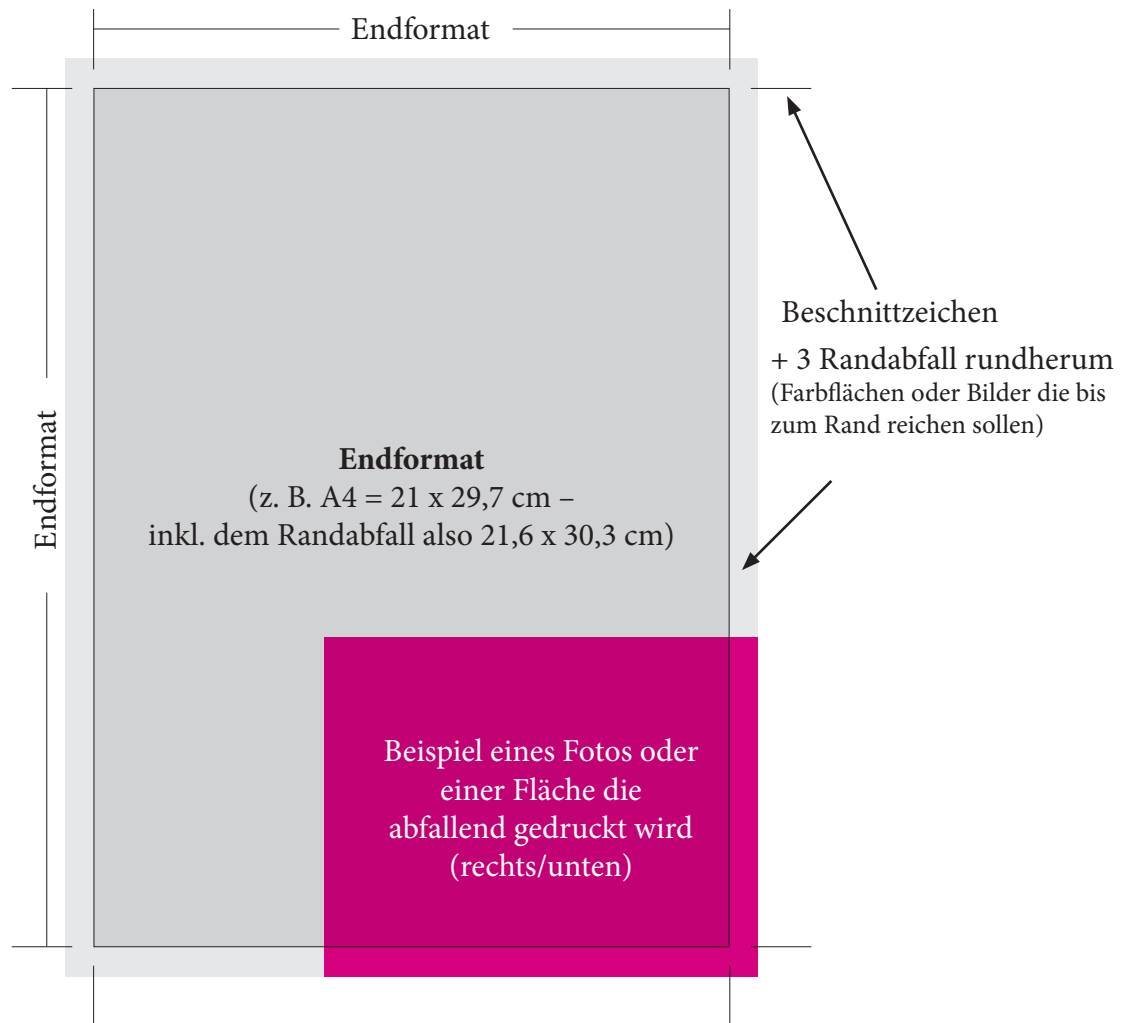 Endformat
Beschnittzeichen
+ 3 Randabfall rundherum
(Farbflächen oder Bilder die bis
zum Rand reichen sollen)
Endformat
Endformat
(z. B. A4 = 21 x 29,7 cm –
inkl. dem Randabfall also 21,6 x 30,3 cm)
Beispiel eines Fotos oder
einer Fläche die
abfallend gedruckt wird
(rechts/unten)